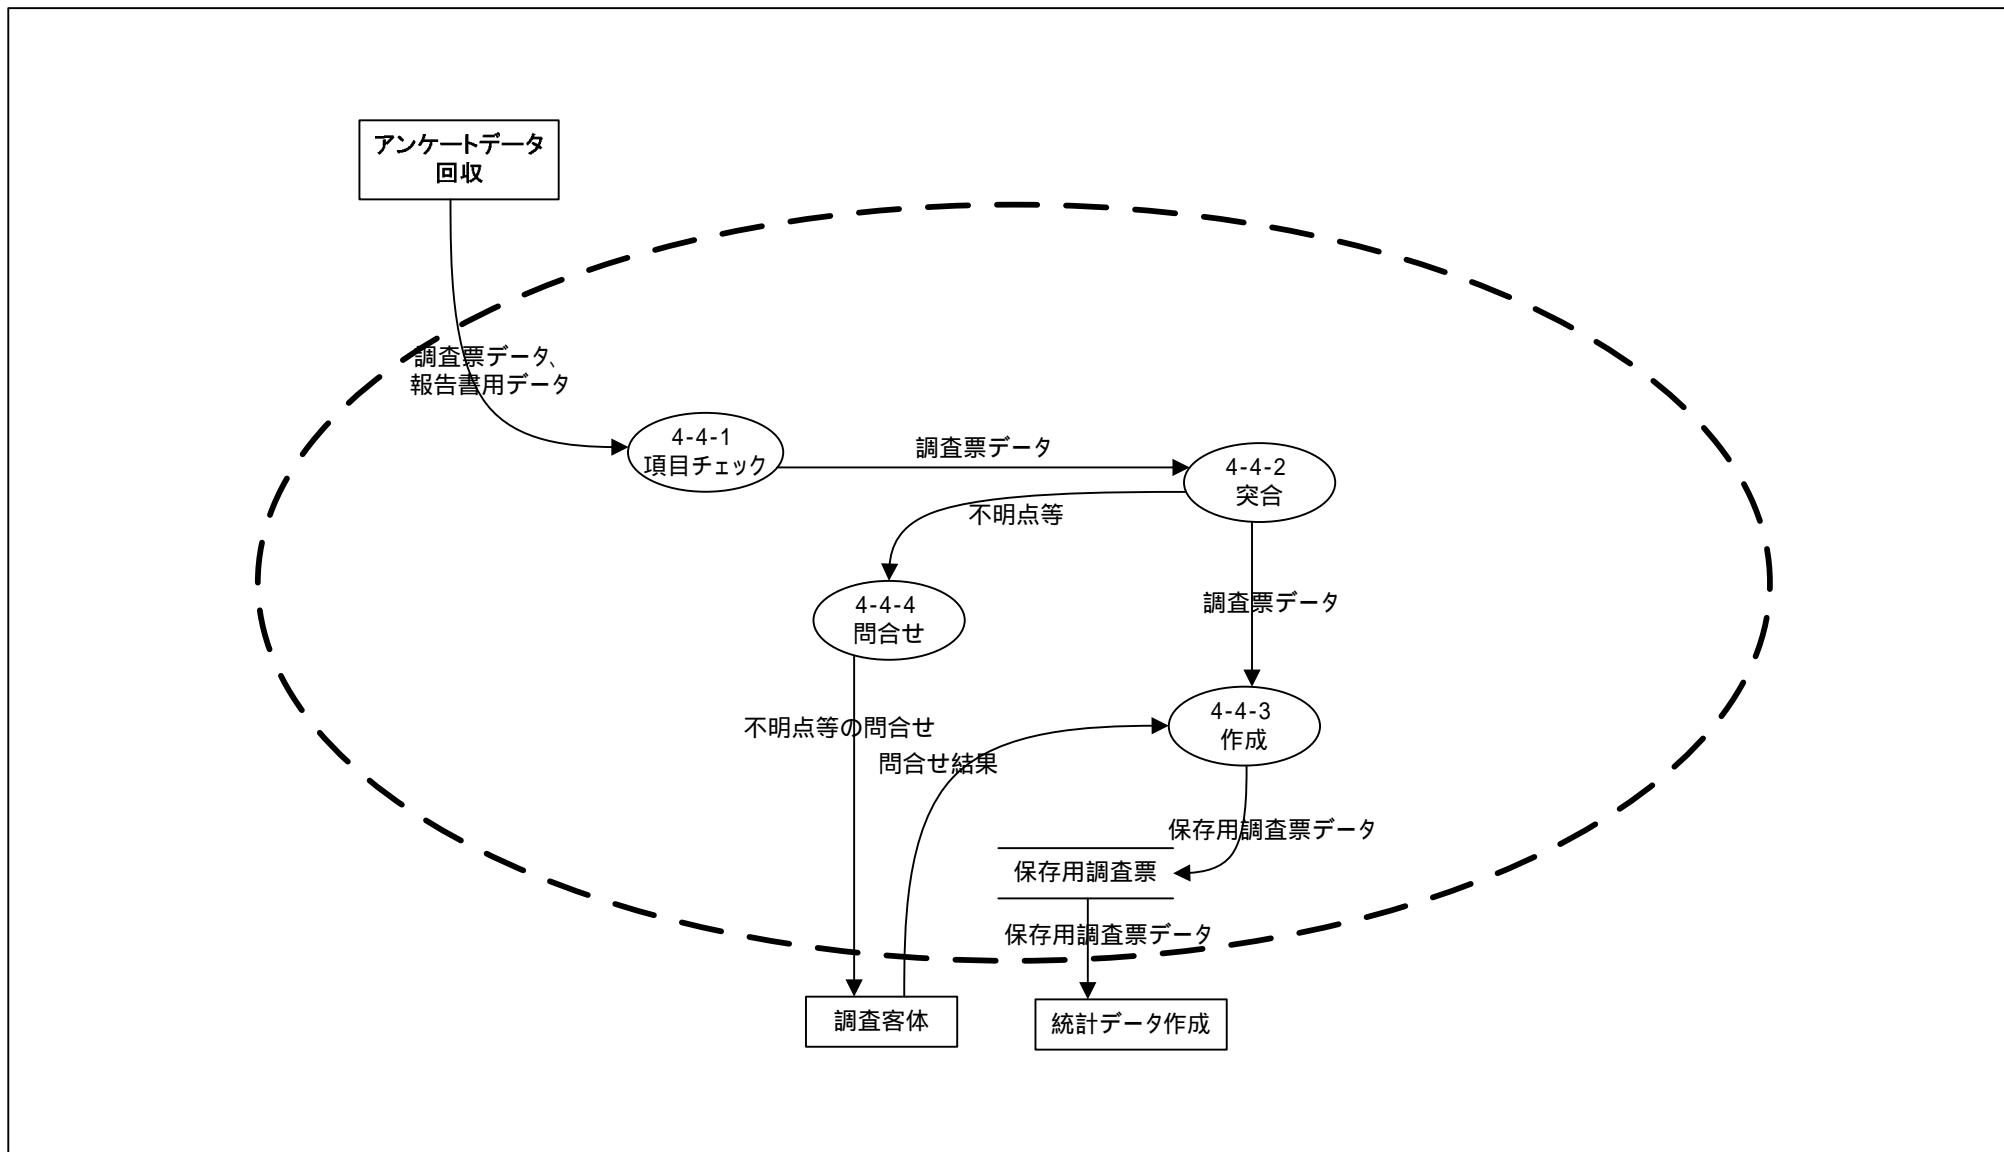 アンケートデータ
回収
調査票データ、
報告書用データ
4-4-1
項目チェック
調査票データ
4-4-2
突合
不明点等
4-4-4
問合せ
調査票データ
4-4-3
作成
不明点等の問合せ
問合せ結果
保存用調査票データ
保存用調査票
保存用調査票データ
調査客体
統計データ作成